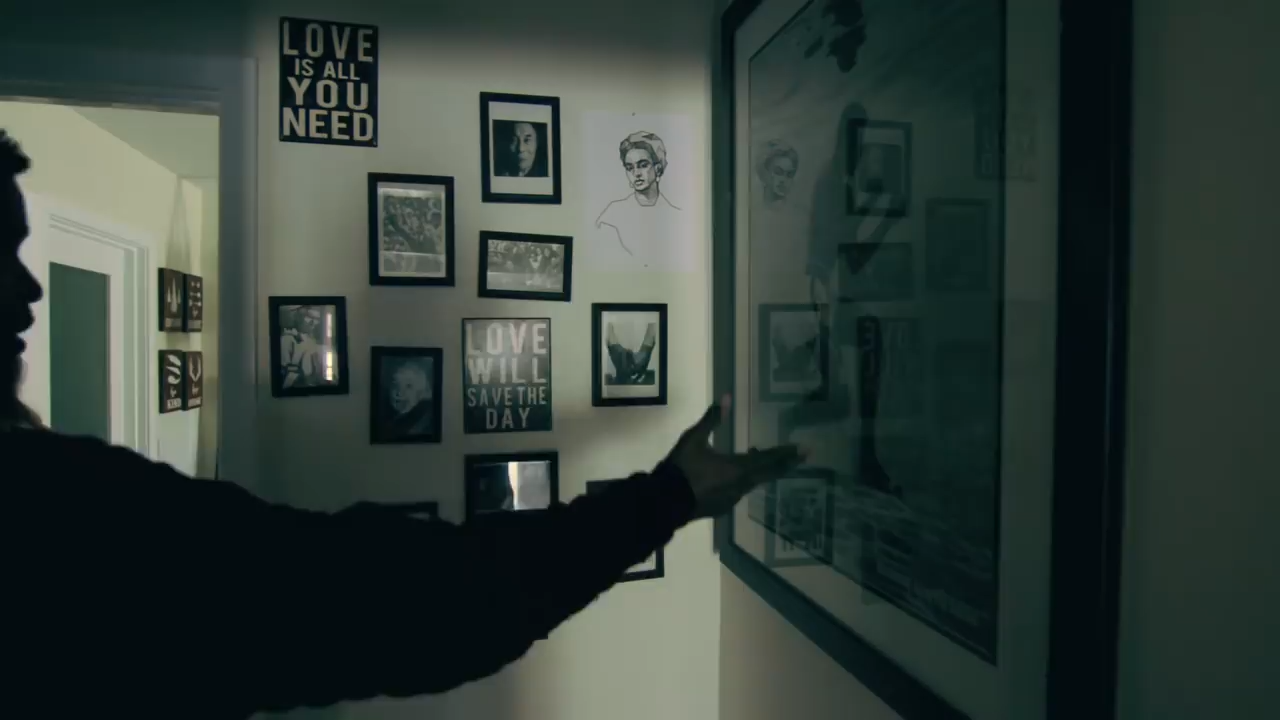 LOVE
IS ALL
YOU
NEED
LOVE
WILL
SAVE THE
DAY